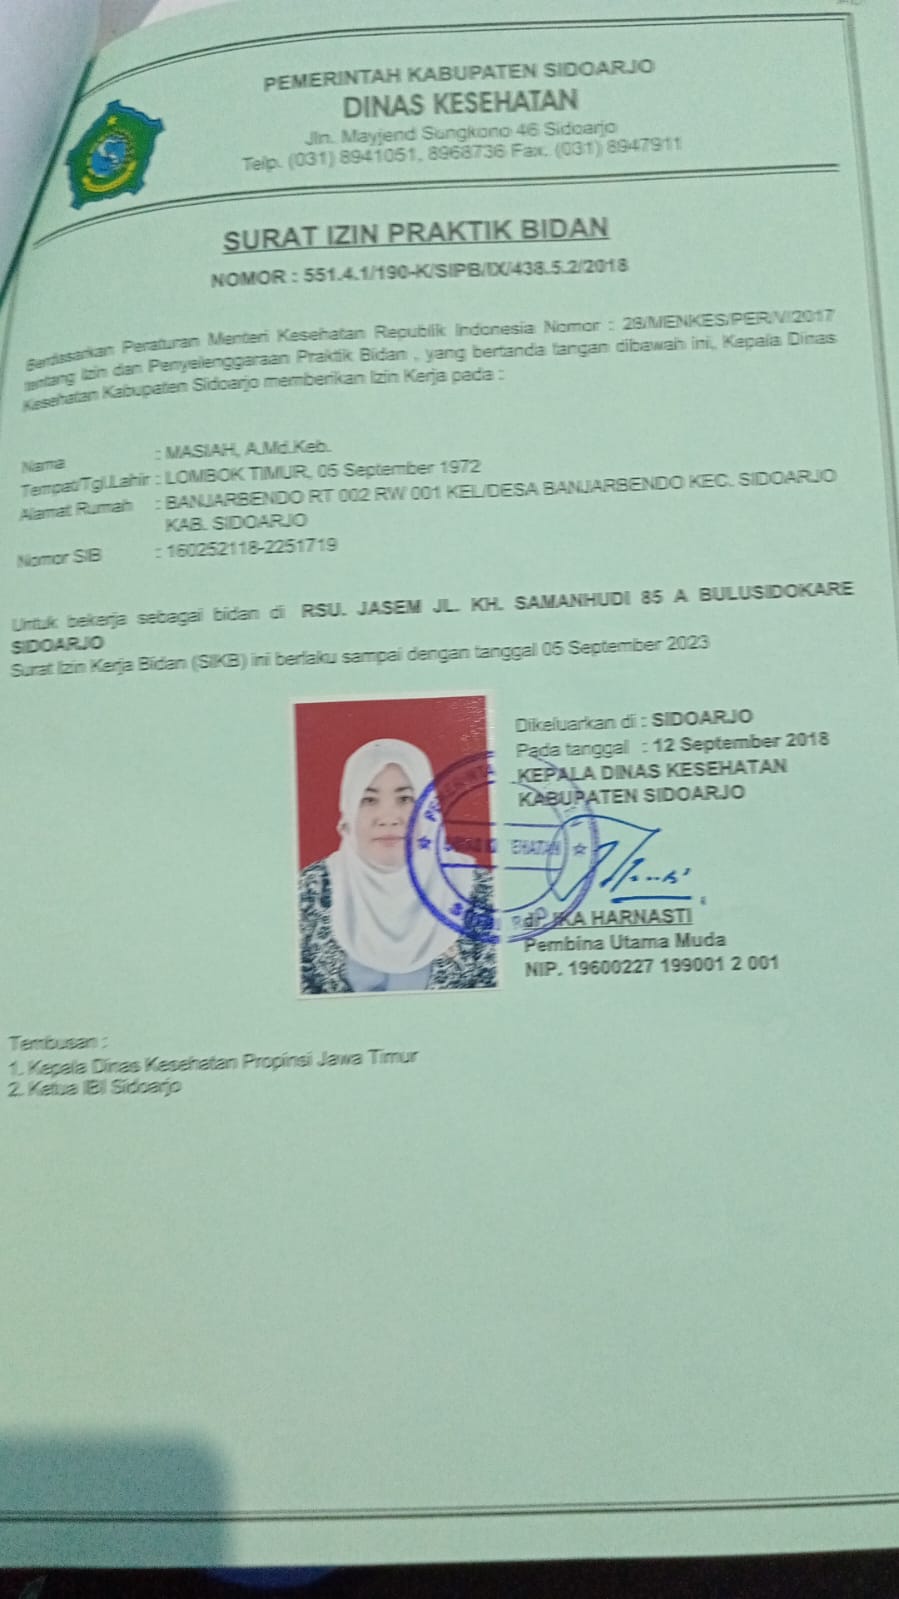 PEMERINTAH KABUPATEN SIDOARJO
DINAS KESEHATAN
Jln. Mayjend Sungkono 46 Sidoarjo
Telp. (031) 8941051, 8968736 Fax. (031) 8947911
SURAT IZIN PRAKTIK BIDAN
NOMOR : 551.4.1/190-K/SIPB/IX/438.5.2/2018
Berdasarkan Peraturan Menteri Kesehatan Republik Indonesia Nomor : 28/MENKES/PER/VI/2017
tentang Izin dan Penyelenggaraan Praktik Bidan , yang bertanda tangan dibawah ini, Kepala Dinas
Kesehatan Kabupaten Sidoarjo memberikan Izin Kerja pada :
Nama : MASIAH, A.Md.Keb.
Tempat/Tgl.Lahir : LOMBOK TIMUR, 05 September 1972
Alamat Rumah : BANJARBENDO RT 002 RW 001 KEL/DESA BANJARBENDO KEC. SIDOARJO
KAB. SIDOARJO
Nomor SIB : 160252118-2251719
Untuk bekerja sebagai bidan di RSU. JASEM JL. KH. SAMANHUDI 85 A BULUSIDOKARE
SIDOARJO
Surat Izin Kerja Bidan (SIKB) ini berlaku sampai dengan tanggal 05 September 2023
Dikeluarkan di : SIDOARJO
Pada tanggal : 12 September 2018
KEPALA DINAS KESEHATAN
KABUPATEN SIDOARJO
IKA HARNASTI
Pembina Utama Muda
NIP. 19600227 199001 2 001
Tembusan :
1. Kepala Dinas Kesehatan Propinsi Jawa Timur
2. Ketua IBI Sidoarjo